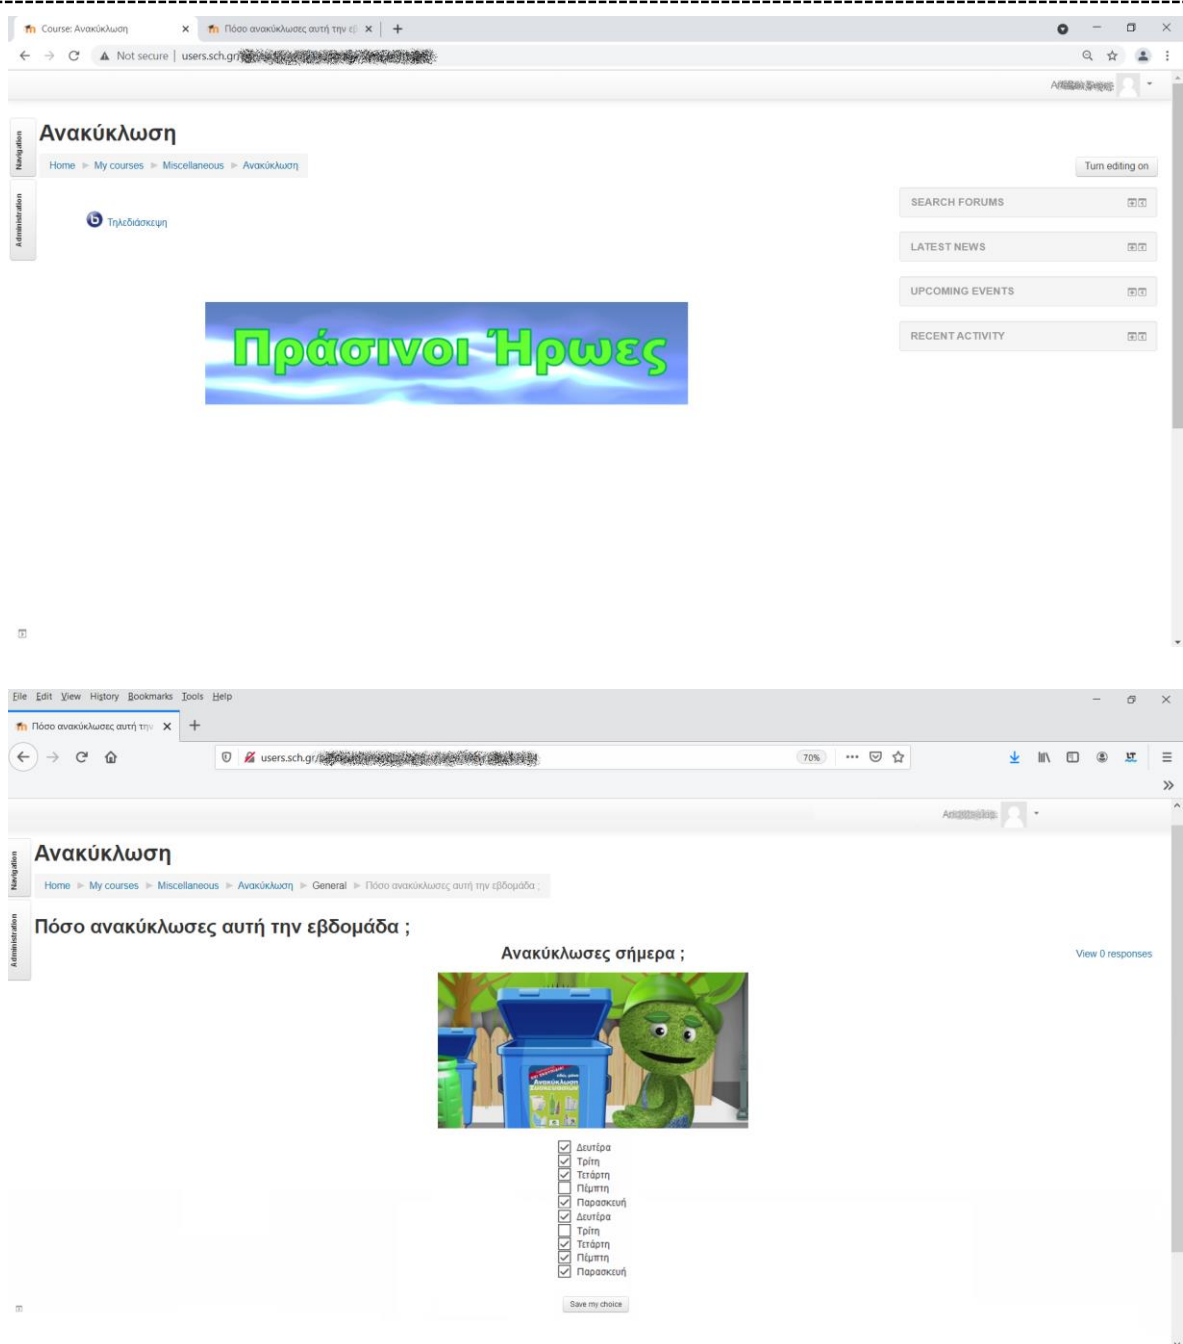 Course: Ανακύκλωση
Πόσο ανακύκλωσες αυτή την εβ
Not secure | users.sch.gr/
Ανακύκλωση
Navigation
Home ► My courses ► Miscellaneous ► Ανακύκλωση
Turn editing on
Administration
Τηλεδιάσκεψη
SEARCH FORUMS
LATEST NEWS
UPCOMING EVENTS
RECENT ACTIVITY
Πράσινοι Ήρωες
File Edit View History Bookmarks Tools Help
Πόσο ανακύκλωσες αυτή την
users.sch.gr/
70%
Ανακύκλωση
Navigation
Home ► My courses ► Miscellaneous ► Ανακύκλωση ► General ► Πόσο ανακύκλωσες αυτή την εβδομάδα ;
Administration
Πόσο ανακύκλωσες αυτή την εβδομάδα ;
Ανακύκλωσες σήμερα ;
View 0 responses
Ανακύκλωση
Συσκευασιών
Δευτέρα
Τρίτη
Τετάρτη
Πέμπτη
Παρασκευή
Δευτέρα
Τρίτη
Τετάρτη
Πέμπτη
Παρασκευή
Save my choice